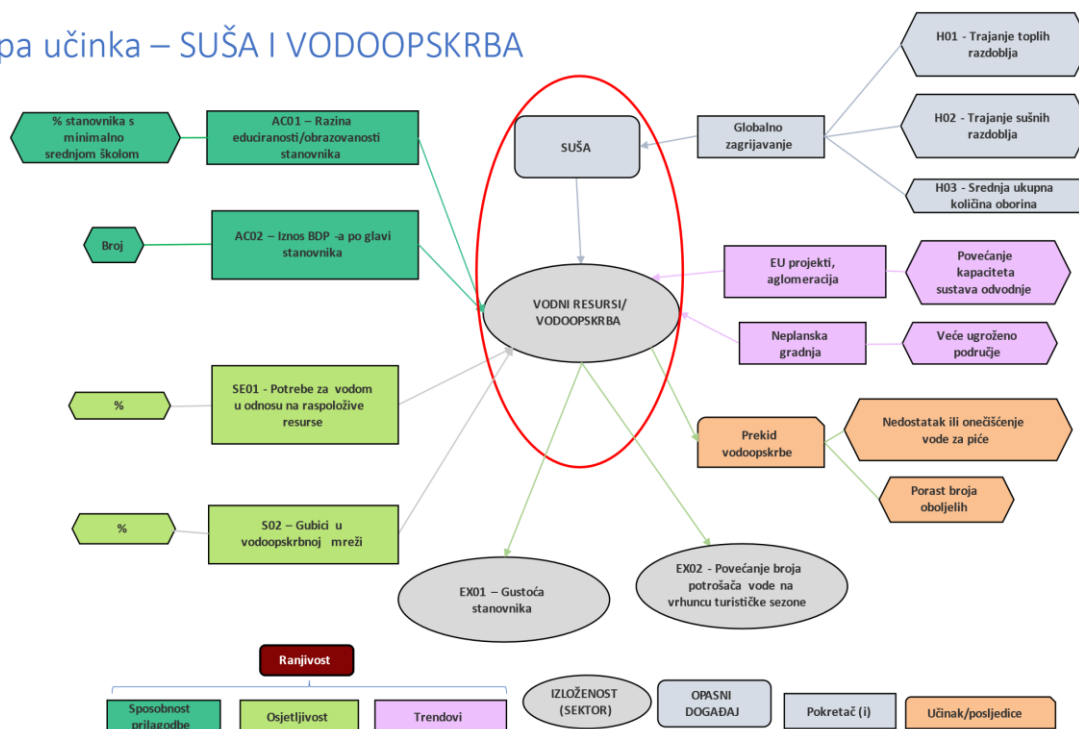 pa učinka – SUŠA I VODOOPSKRBA
% stanovnika s
minimalno
srednjom školom
AC01 – Razina
educiranosti/obrazovanosti
stanovnika
SUŠA
Globalno
zagrijavanje
H01 - Trajanje toplih
razdoblja
H02 - Trajanje sušnih
razdoblja
H03 - Srednja ukupna
količina oborina
Broj
AC02 – Iznos BDP -a po glavi
stanovnika
VODNI RESURSI/
VODOOPSKRBA
EU projekti,
aglomeracija
Povećanje
kapaciteta
sustava odvodnje
Neplanska
gradnja
Veće ugroženo
područje
%
SE01 - Potrebe za vodom
u odnosu na raspoložive
resurse
Prekid
vodoopskrbe
Nedostatak ili onečišćenje
vode za piće
Porast broja
oboljelih
%
S02 – Gubici u
vodoopskrbnoj mreži
EX01 – Gustoća
stanovnika
EX02 - Povećanje broja
potrošača vode na
vrhuncu turističke sezone
Ranjivost
Sposobnost
prilagodbe
Osjetljivost
Trendovi
IZLOŽENOST
(SEKTOR)
OPASNI
DOGAĐAJ
Pokretač (i)
Učinak/posljedice